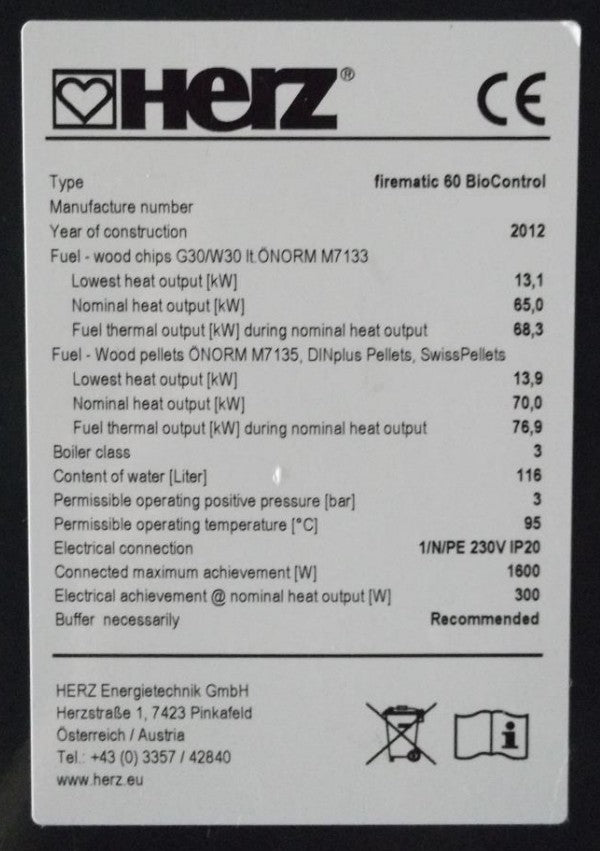 Herz®
CE
Type firematic 60 BioControl
Manufacture number
Year of construction 2012
Fuel - wood chips G30/W30 lt.ÖNORM M7133
Lowest heat output [kW] 13,1
Nominal heat output [kW] 65,0
Fuel thermal output [kW] during nominal heat output 68,3
Fuel - Wood pellets ÖNORM M7135, DINplus Pellets, SwissPellets
Lowest heat output [kW] 13,9
Nominal heat output [kW] 70,0
Fuel thermal output [kW] during nominal heat output 76,9
Boiler class 3
Content of water [Liter] 116
Permissible operating positive pressure [bar] 3
Permissible operating temperature [°C] 95
Electrical connection 1/N/PE 230V IP20
Connected maximum achievement [W] 1600
Electrical achievement @ nominal heat output [W] 300
Buffer necessarily Recommended
HERZ Energietechnik GmbH
Herzstraße 1, 7423 Pinkafeld
Österreich / Austria
Tel.: +43 (0) 3357 / 42840
www.herz.eu
i